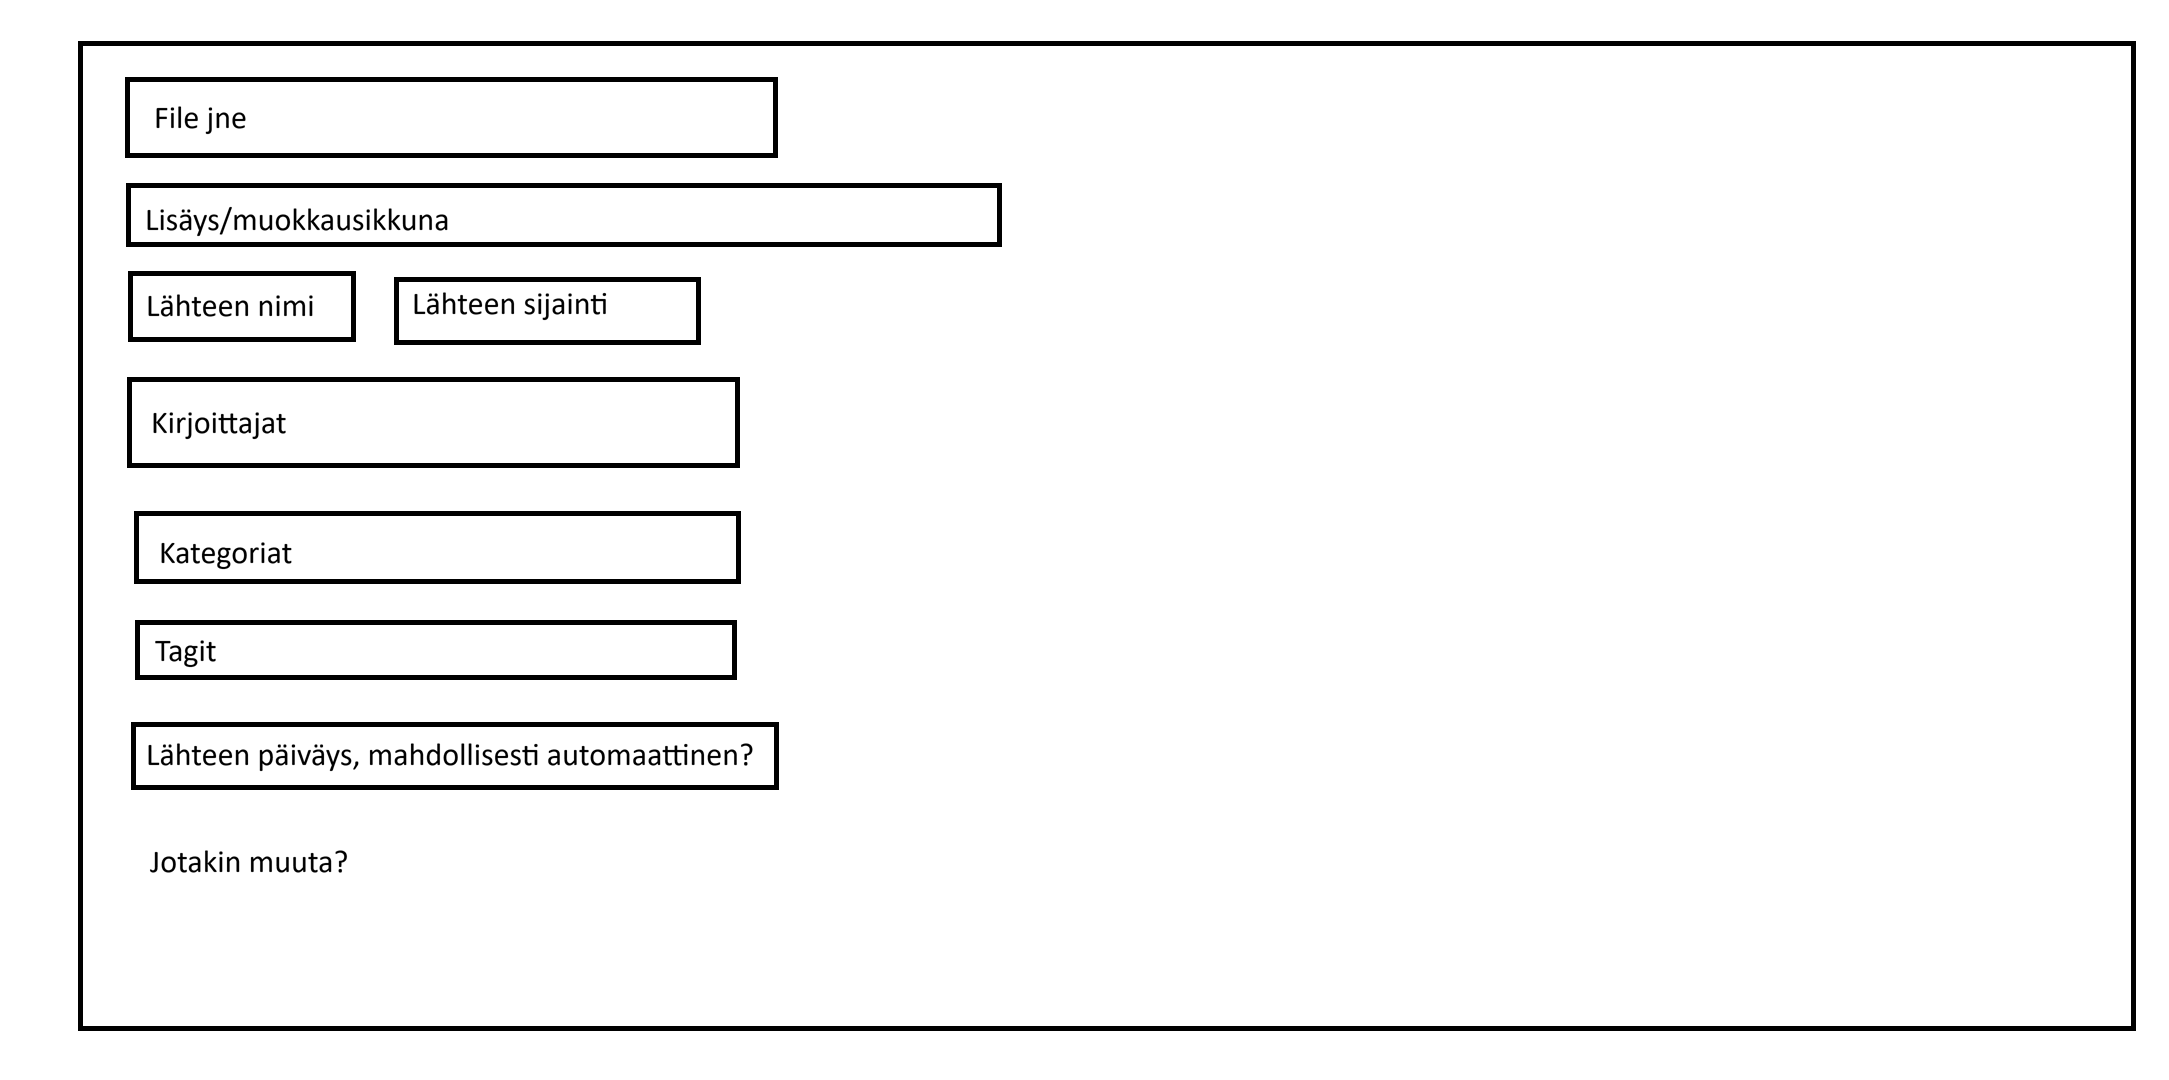 File jne
Lisäys/muokkausikkuna
Lähteen nimi
Lähteen sijainti
Kirjoittajat
Kategoriat
Tagit
Lähteen päiväys, mahdollisesti automaattinen?
Jotakin muuta?